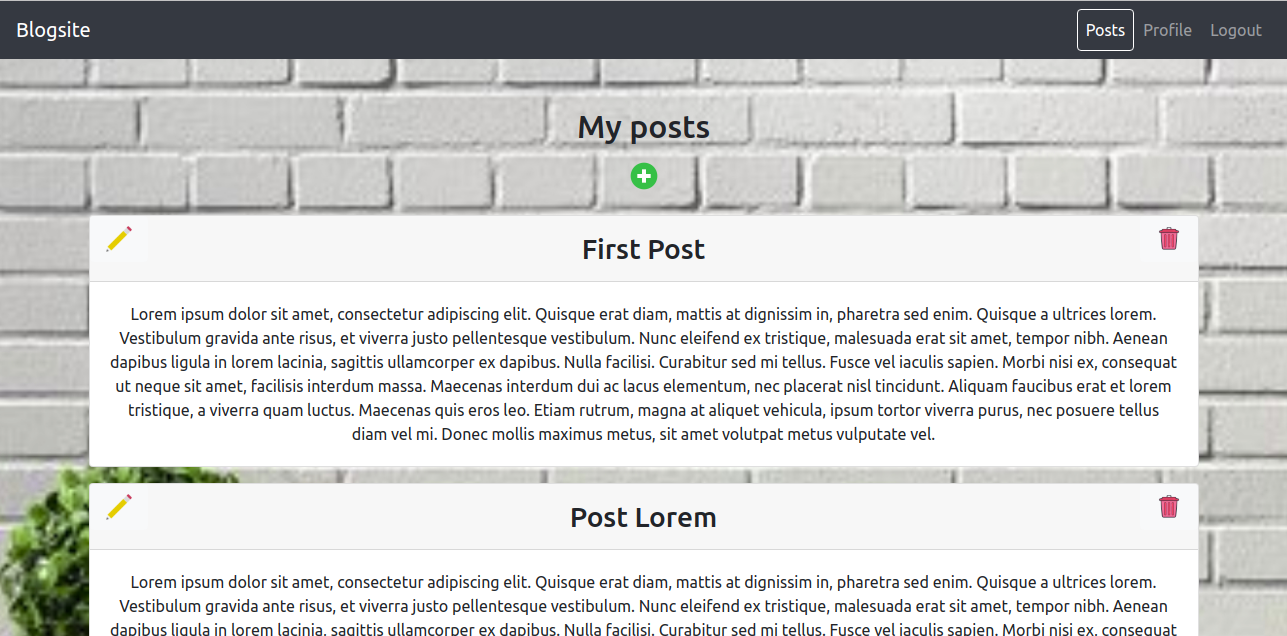 Blogsite
Posts Profile Logout
My posts
First Post
Lorem ipsum dolor sit amet, consectetur adipiscing elit. Quisque erat diam, mattis at dignissim in, pharetra sed enim. Quisque a ultrices lorem.
Vestibulum gravida ante risus, et viverra justo pellentesque vestibulum. Nunc eleifend ex tristique, malesuada erat sit amet, tempor nibh. Aenean
dapibus ligula in lorem lacinia, sagittis ullamcorper ex dapibus. Nulla facilisi. Curabitur sed mi tellus. Fusce vel iaculis sapien. Morbi nisi ex, consequat
ut neque sit amet, facilisis interdum massa. Maecenas interdum dui ac lacus elementum, nec placerat nisl tincidunt. Aliquam faucibus erat et lorem
tristique, a viverra quam luctus. Maecenas quis eros leo. Etiam rutrum, magna at aliquet vehicula, ipsum tortor viverra purus, nec posuere tellus
diam vel mi. Donec mollis maximus metus, sit amet volutpat metus vulputate vel.
Post Lorem
Lorem ipsum dolor sit amet, consectetur adipiscing elit. Quisque erat diam, mattis at dignissim in, pharetra sed enim. Quisque a ultrices lorem.
Vestibulum gravida ante risus, et viverra justo pellentesque vestibulum. Nunc eleifend ex tristique, malesuada erat sit amet, tempor nibh. Aenean
dapibus ligula in lorem lacinia, sagittis ullamcorper ex dapibus. Nulla facilisi. Curabitur sed mi tellus. Fusce vel iaculis sapien. Morbi nisi ex, consequat